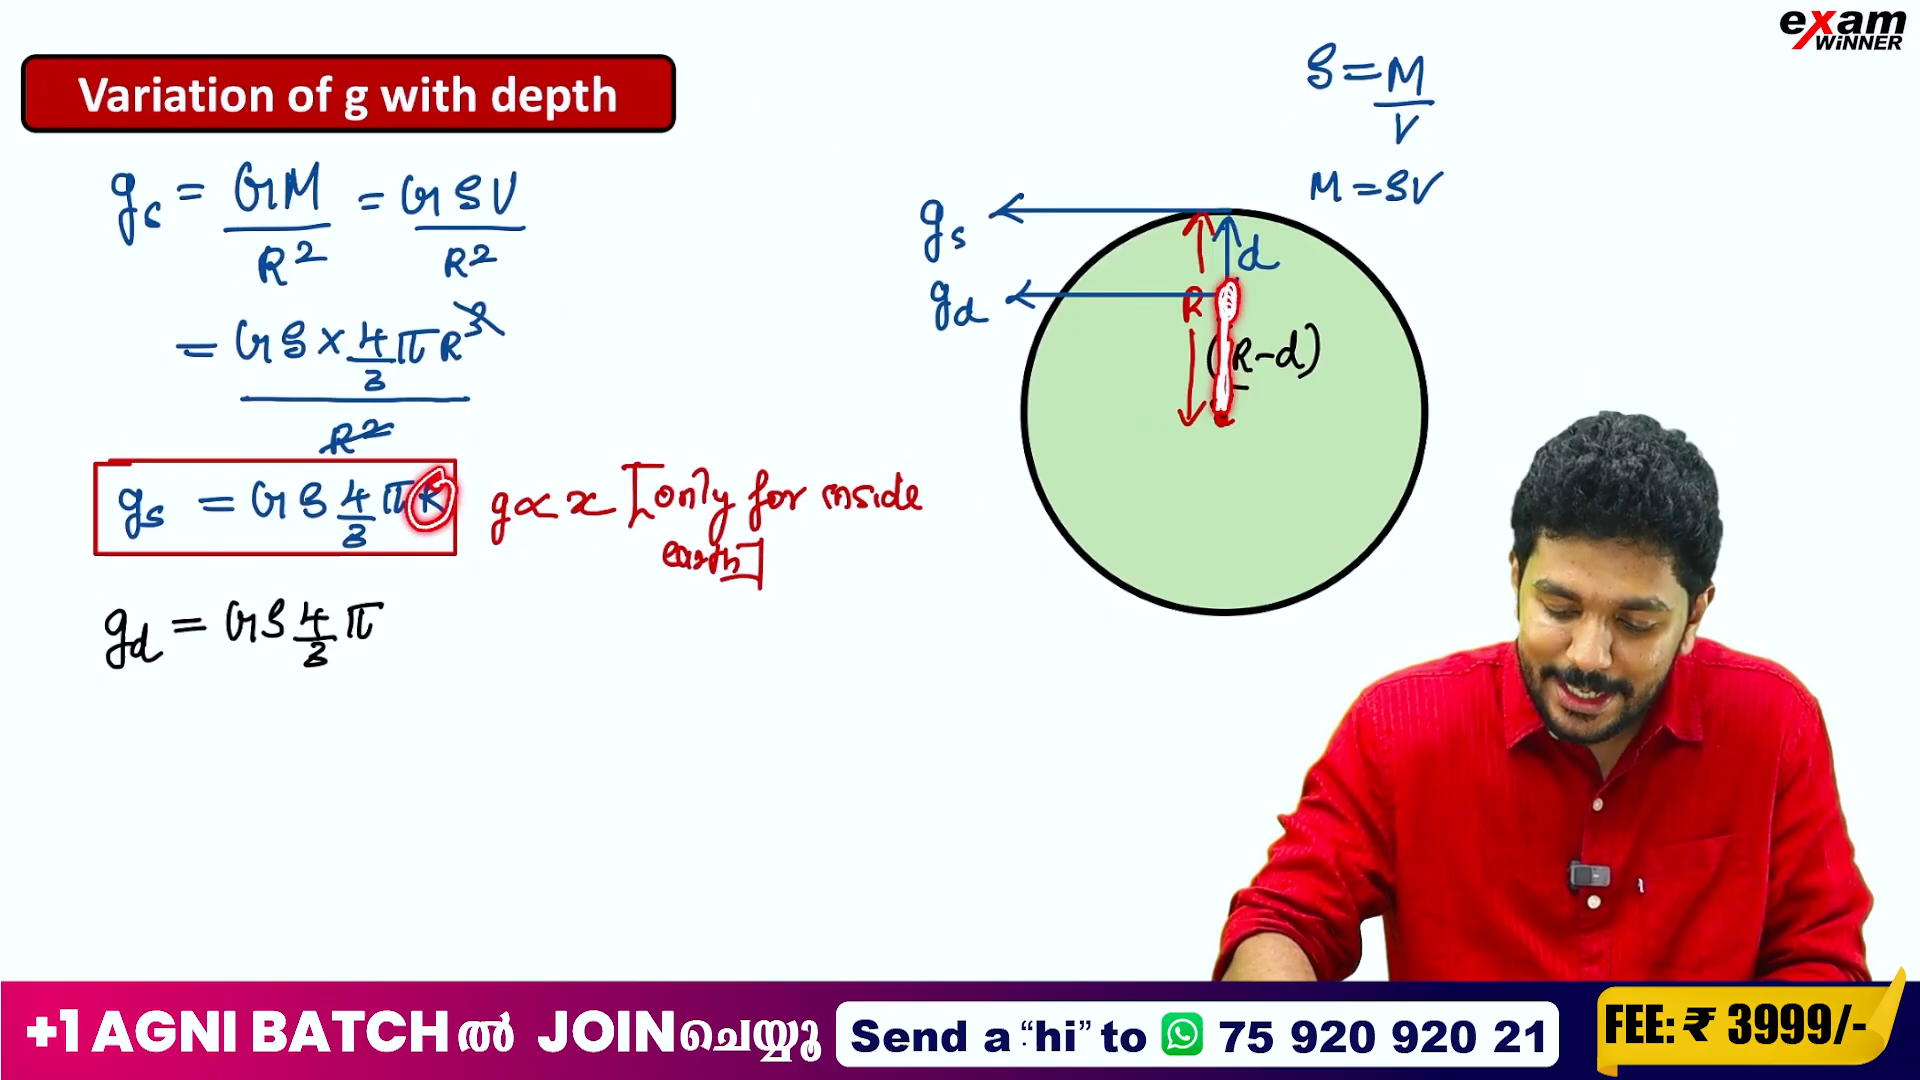 exam
WiNNER
Variation of g with depth
ρ = M / V
M = ρV
gs = GM / R² = GρV / R²
= Gρ × 4/3 πR³ / R²
gs = Gρ 4/3 πR
g ∝ x [only for inside
earth]
gd = Gρ 4/3 π
gs
d
gd
R
(R-d)
+1 AGNI BATCH ൽ JOIN ചെയ്യൂ
Send a “hi” to 75 920 920 21
FEE: ₹ 3999/-